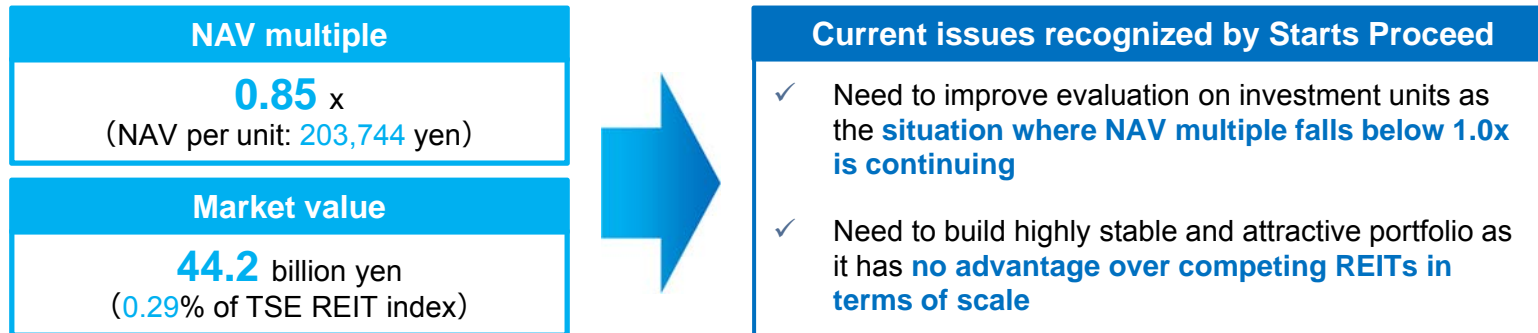 NAV multiple
0.85 x
（NAV per unit: 203,744 yen）
Market value
44.2 billion yen
（0.29% of TSE REIT index）
Current issues recognized by Starts Proceed
✓ Need to improve evaluation on investment units as
the situation where NAV multiple falls below 1.0x
is continuing
✓ Need to build highly stable and attractive portfolio as
it has no advantage over competing REITs in
terms of scale